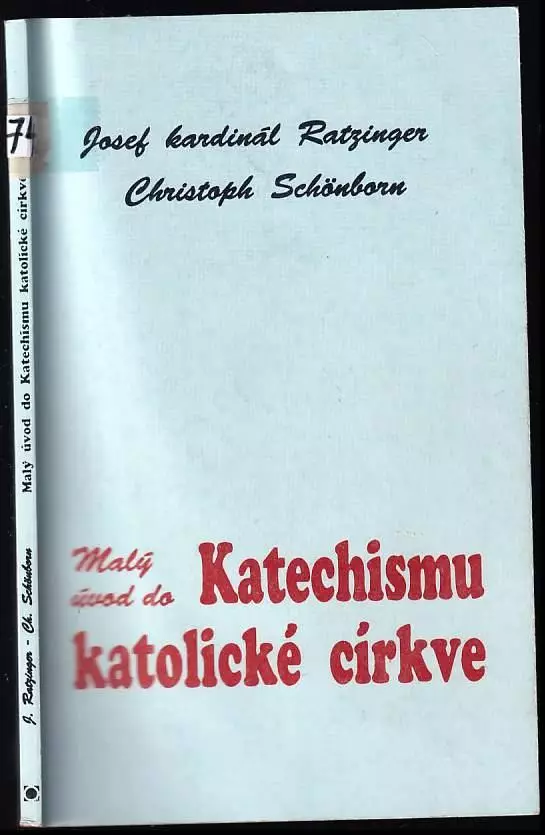 Josef kardinál Ratzinger
Christoph Schönborn
Malý
úvod do
Katechismu
katolické církve
J. Ratzinger - Ch. Schönborn Malý úvod do Katechismu katolické církve
74